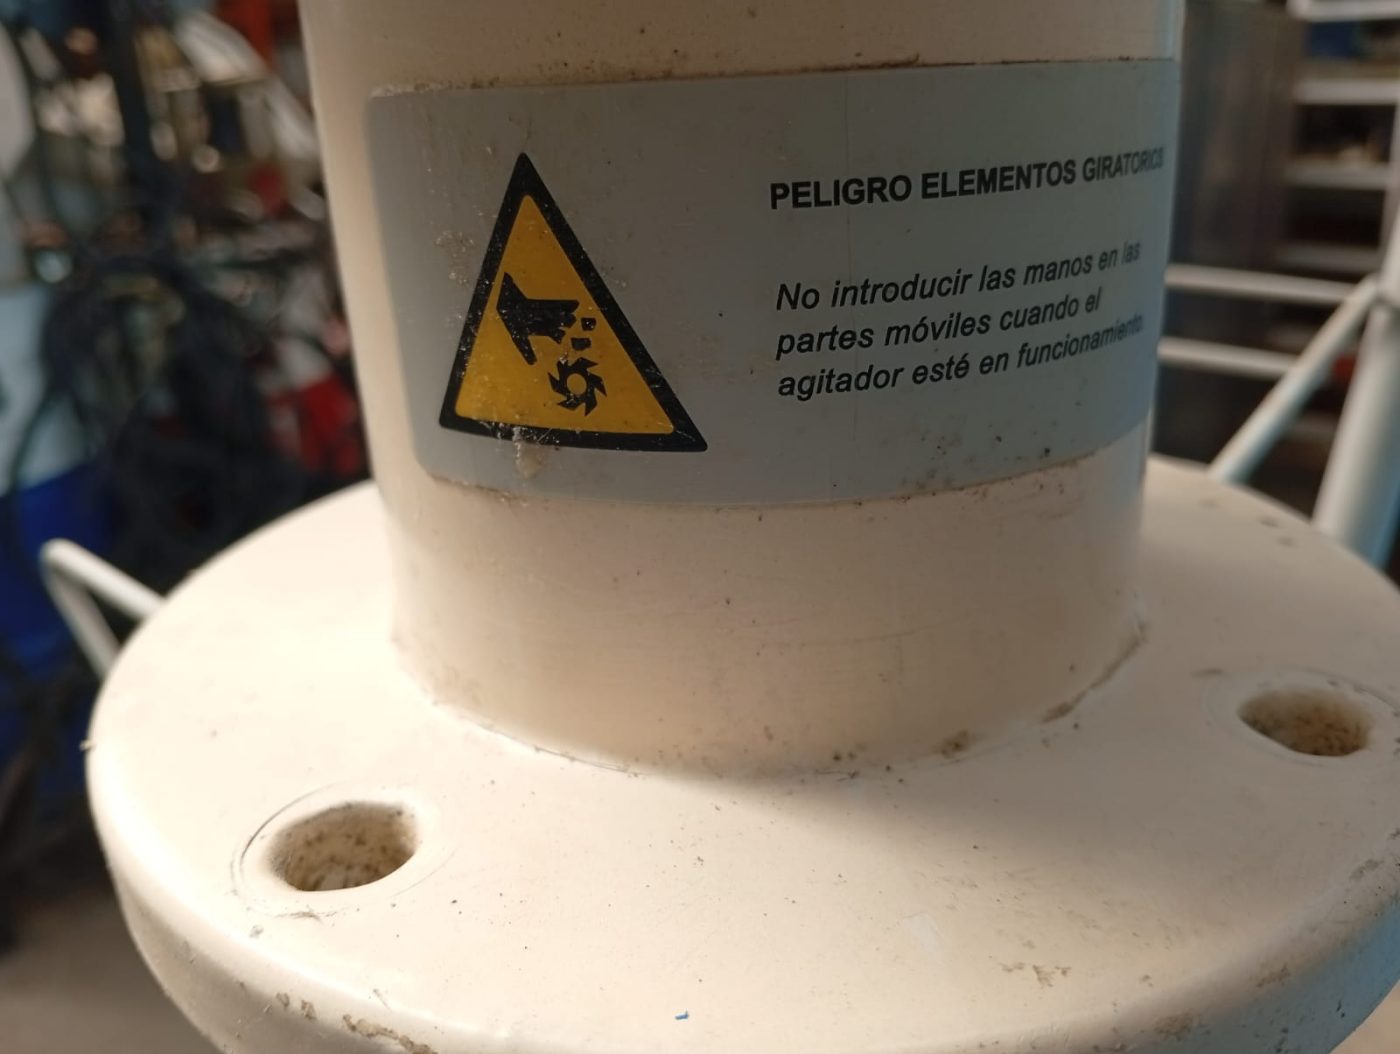 PELIGRO ELEMENTOS GIRATORIOS
No introducir las manos en las
partes móviles cuando el
agitador esté en funcionamiento